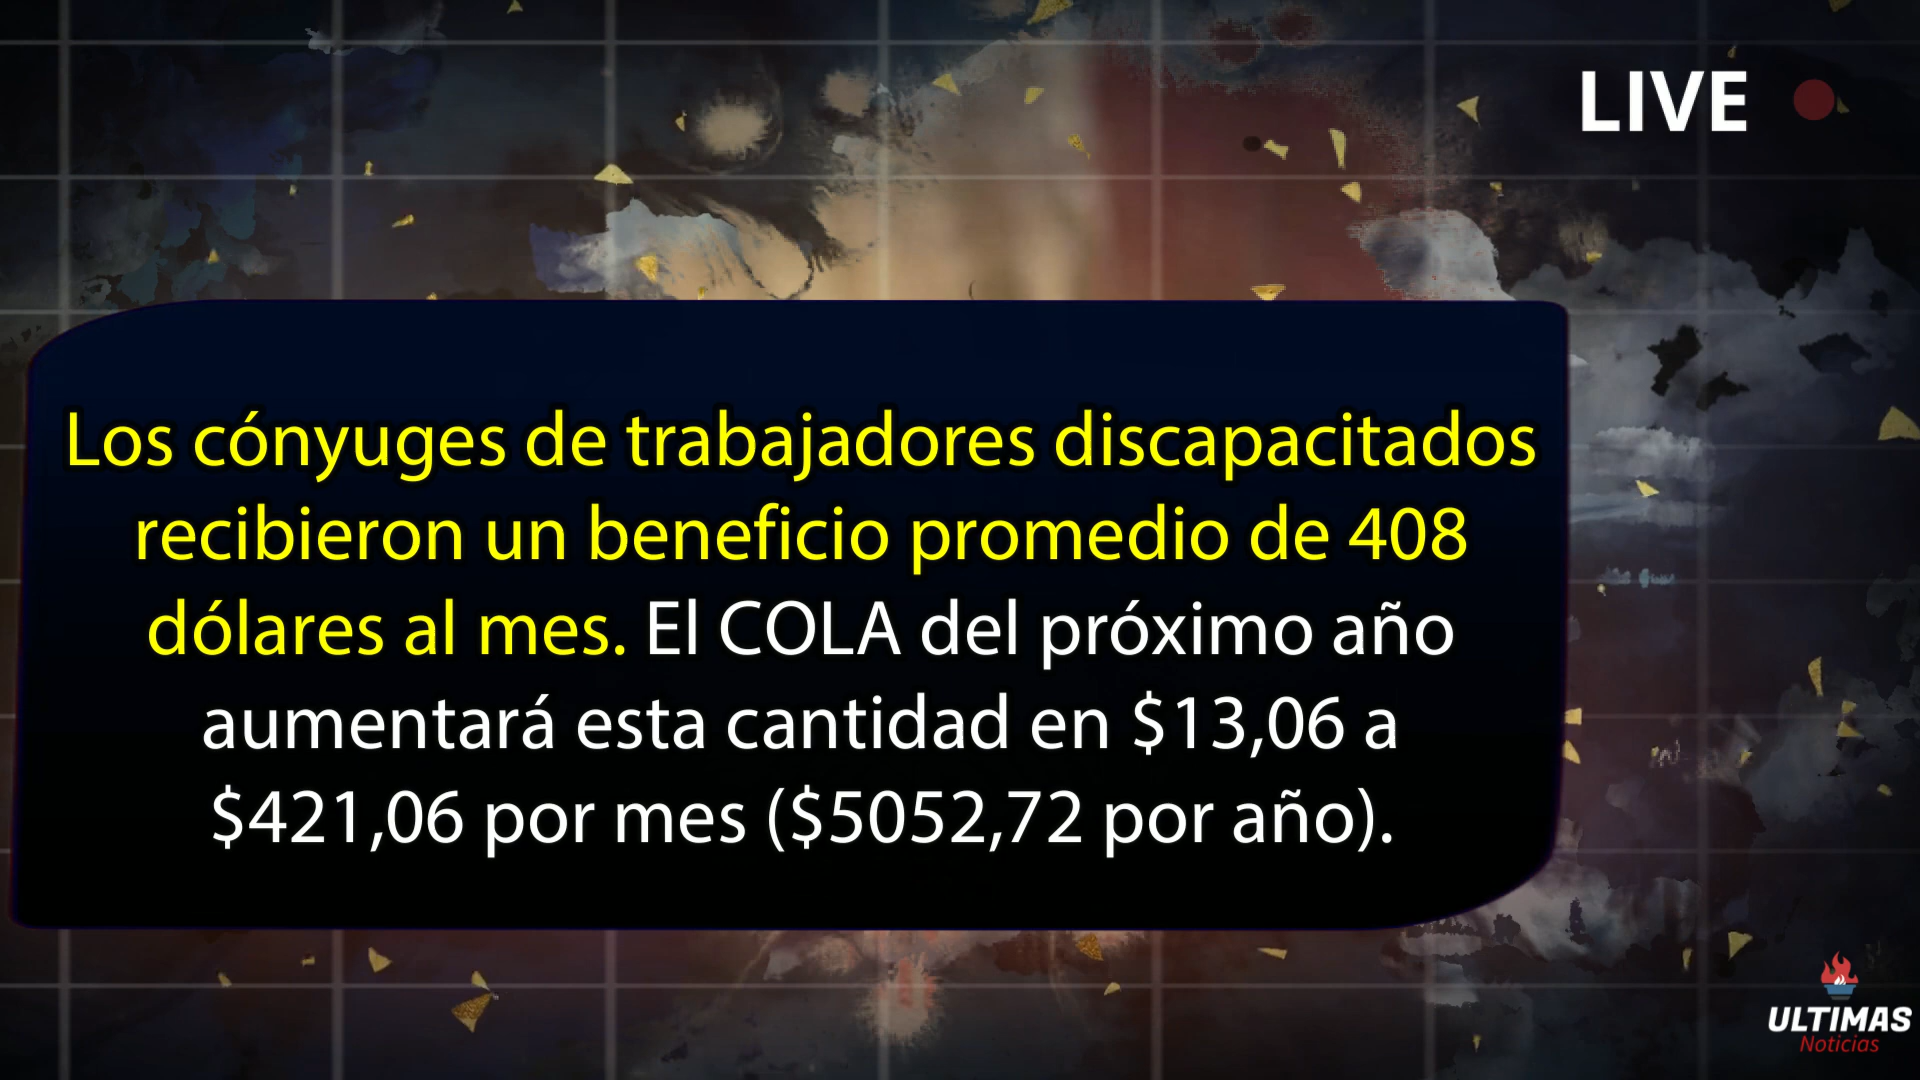 LIVE
Los cónyuges de trabajadores discapacitados
recibieron un beneficio promedio de 408
dólares al mes. El COLA del próximo año
aumentará esta cantidad en $13,06 a
$421,06 por mes ($5052,72 por año).
ULTIMAS
Noticias